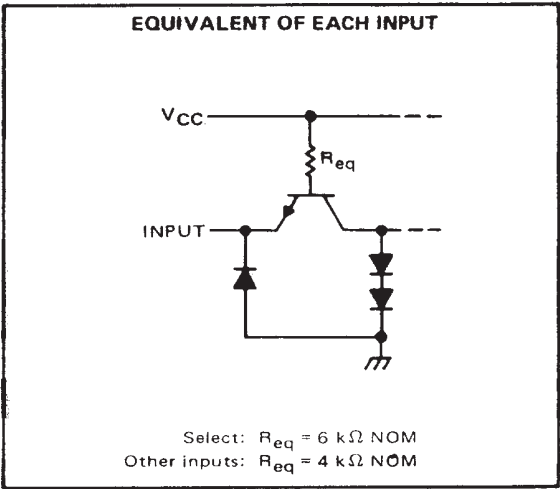 EQUIVALENT OF EACH INPUT
VCC
Req
INPUT
Select: Req = 6 kΩ NOM
Other inputs: Req = 4 kΩ NOM